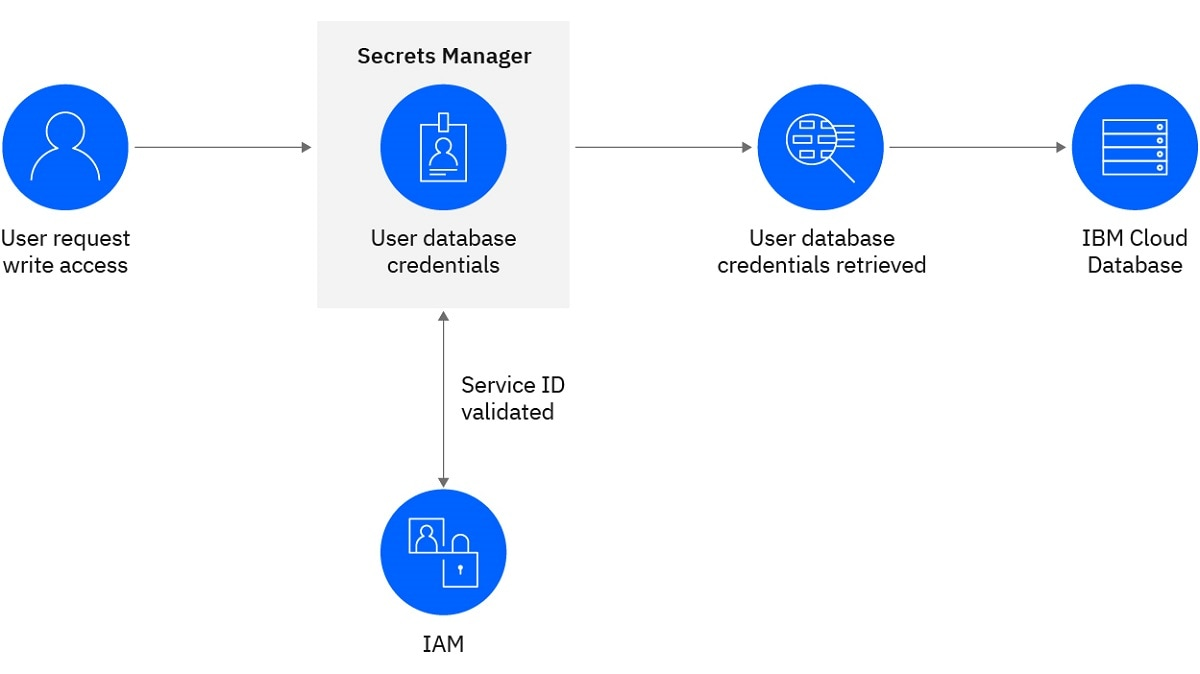 Secrets Manager
User request
write access
User database
credentials
User database
credentials retrieved
IBM Cloud
Database
Service ID
validated
IAM